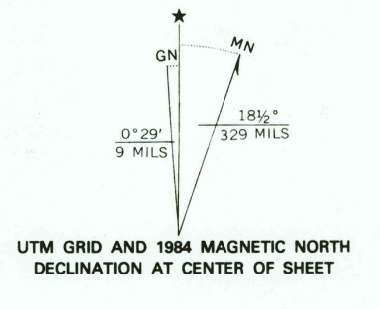 ★
GN
MN
0°29'
9 MILS
18½°
329 MILS
UTM GRID AND 1984 MAGNETIC NORTH
DECLINATION AT CENTER OF SHEET